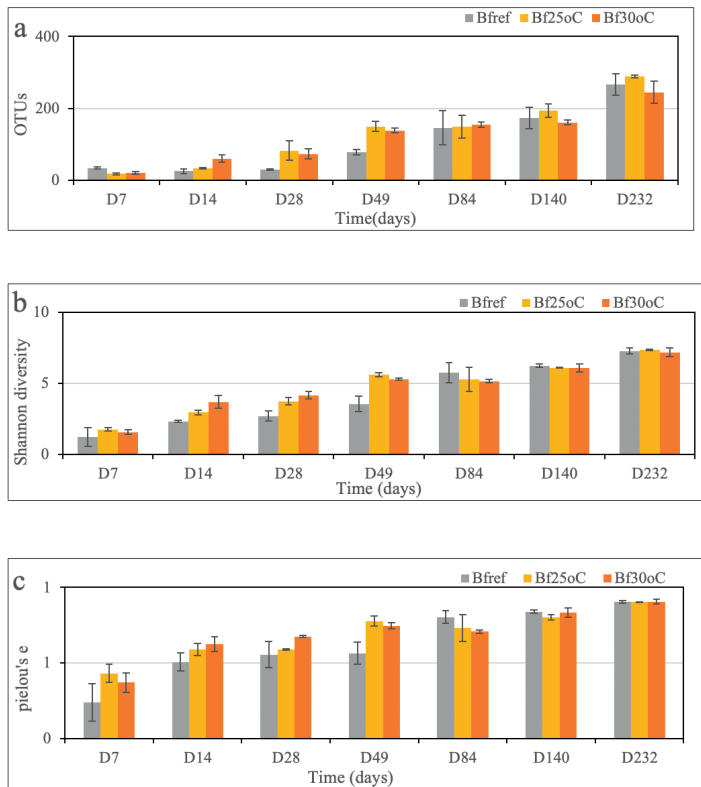 a
Bfref Bf25oC Bf30oC
400
200
0
OTUs
D7 D14 D28 D49 D84 D140 D232
Time(days)
b
Bfref Bf25oC Bf30oC
10
5
0
Shannon diversity
D7 D14 D28 D49 D84 D140 D232
Time (days)
c
Bfref Bf25oC Bf30oC
1
1
0
pielou's e
D7 D14 D28 D49 D84 D140 D232
Time (days)